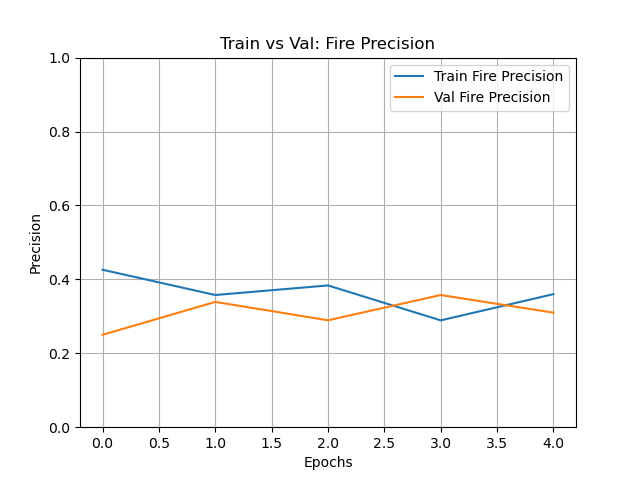 Train vs Val: Fire Precision
1.0
0.8
0.6
0.4
0.2
0.0
Precision
Train Fire Precision
Val Fire Precision
0.0 0.5 1.0 1.5 2.0 2.5 3.0 3.5 4.0
Epochs